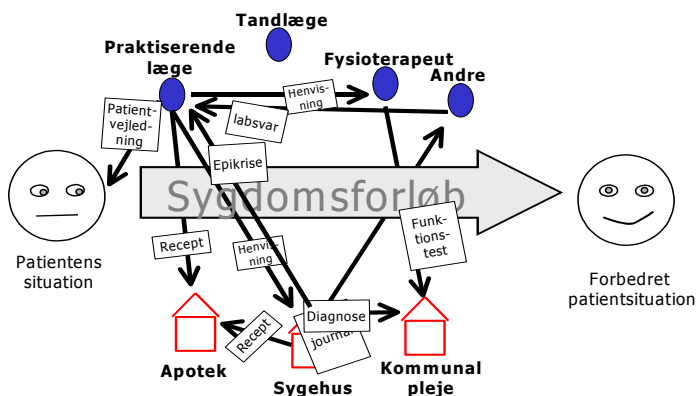 Tandlæge
Praktiserende
læge
Fysioterapeut
Andre
Henvis-
ning
Patient-
vejled-
ning
labsvar
Epikrise
Sygdomsforløb
Recept
Henvis-
ning
Funk-
tions-
test
Patientens
situation
Forbedret
patientsituation
Diagnose
journal
Recept
Apotek
Sygehus
Kommunal
pleje